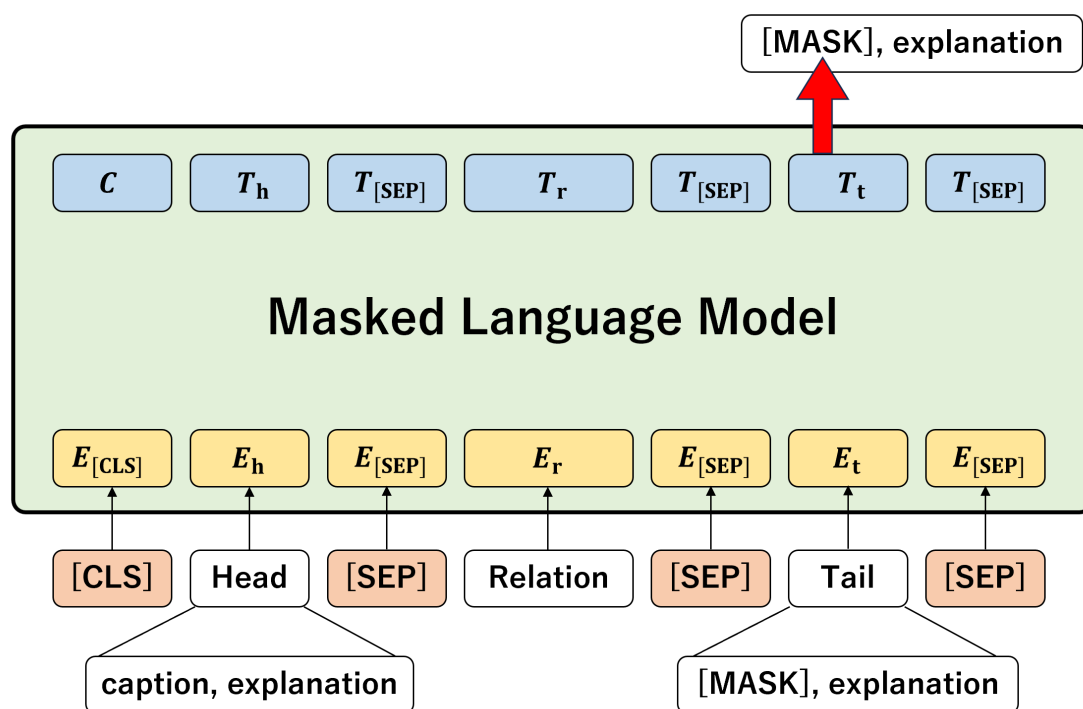 [MASK], explanation
C T_h T_[SEP] T_r T_[SEP] T_t T_[SEP]
Masked Language Model
E_[CLS] E_h E_[SEP] E_r E_[SEP] E_t E_[SEP]
[CLS] Head [SEP] Relation [SEP] Tail [SEP]
caption, explanation [MASK], explanation